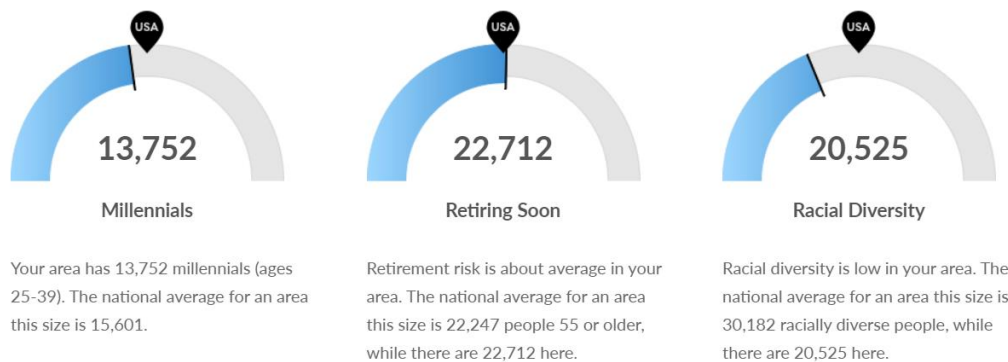 USA
USA
USA
13,752
22,712
20,525
Millennials
Retiring Soon
Racial Diversity
Your area has 13,752 millennials (ages
25-39). The national average for an area
this size is 15,601.
Retirement risk is about average in your
area. The national average for an area
this size is 22,247 people 55 or older,
while there are 22,712 here.
Racial diversity is low in your area. The
national average for an area this size is
30,182 racially diverse people, while
there are 20,525 here.